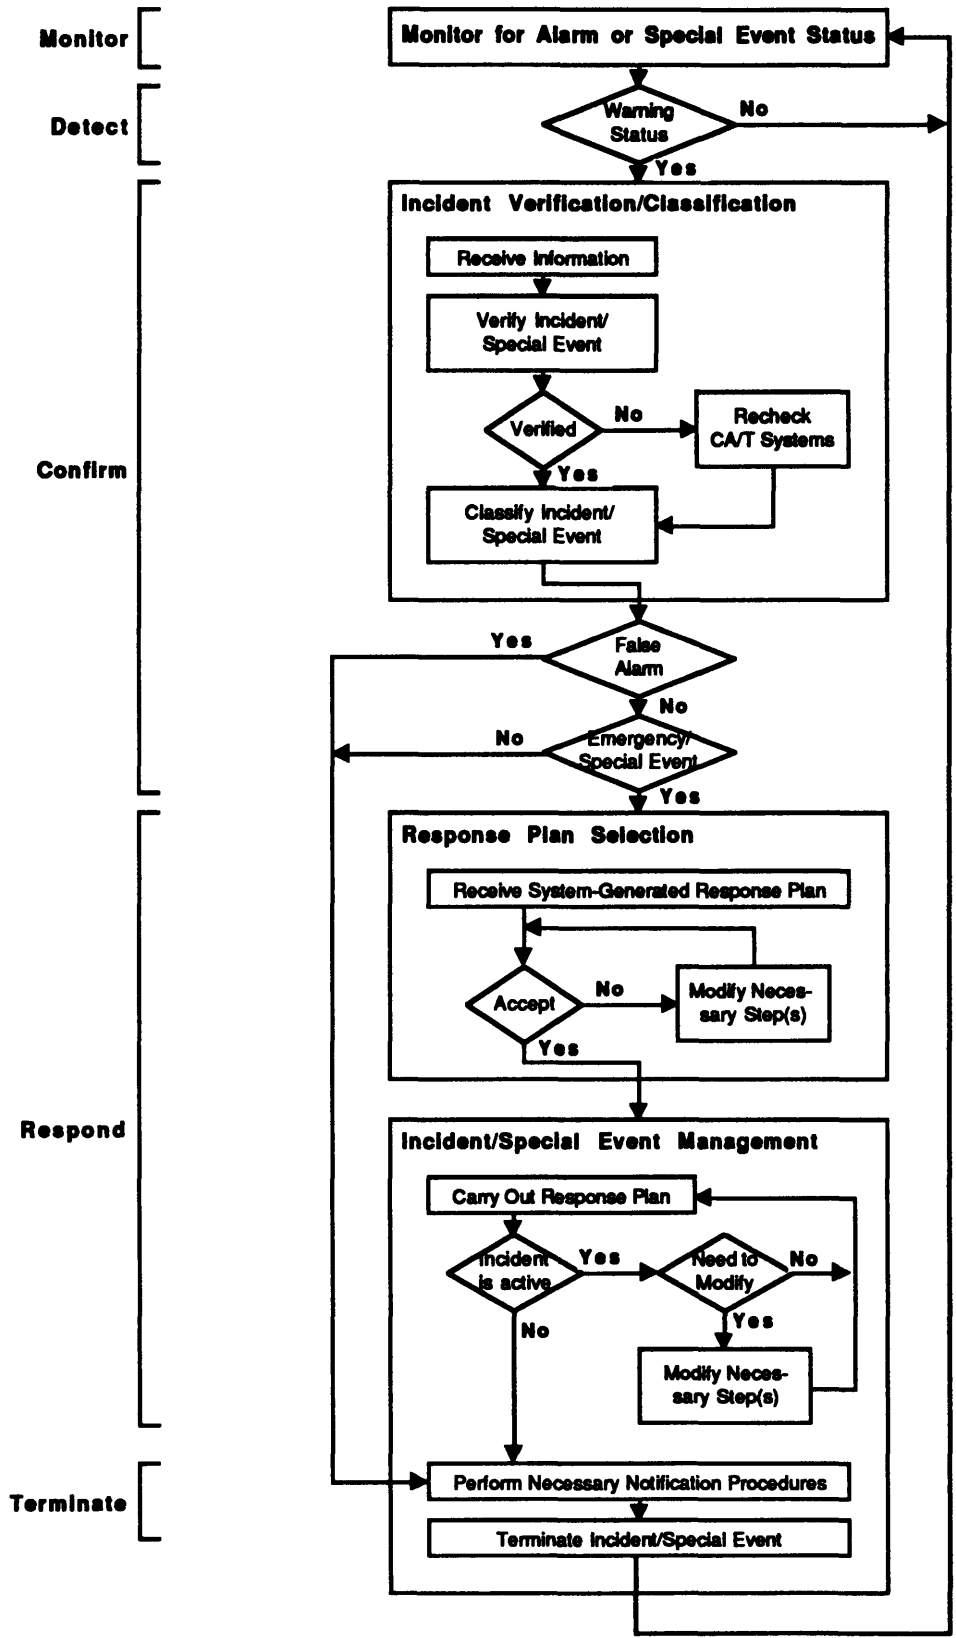 Monitor
Monitor for Alarm or Special Event Status
Detect
Warning
Status
No
Yes
Confirm
Incident Verification/Classification
Receive Information
Verify Incident/
Special Event
Verified
No
Recheck
CA/T Systems
Yes
Classify Incident/
Special Event
Yes
False
Alarm
No
No
Emergency/
Special Event
Yes
Respond
Response Plan Selection
Receive System-Generated Response Plan
Accept
No
Modify Neces-
sary Step(s)
Yes
Incident/Special Event Management
Carry Out Response Plan
Incident
is active
Yes
Need to
Modify
No
No
Yes
Modify Neces-
sary Step(s)
Terminate
Perform Necessary Notification Procedures
Terminate Incident/Special Event